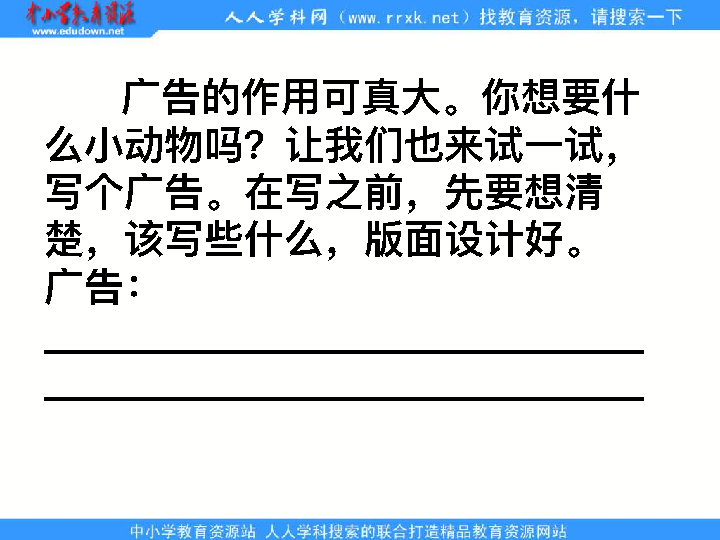 中小学教育资源
www.edudown.net
人人学科网（www.rrxk.net）找教育资源，请搜索一下
广告的作用可真大。你想要什
么小动物吗？让我们也来试一试，
写个广告。在写之前，先要想清
楚，该写些什么，版面设计好。
广告：
中小学教育资源站 人人学科搜索的联合打造精品教育资源网站